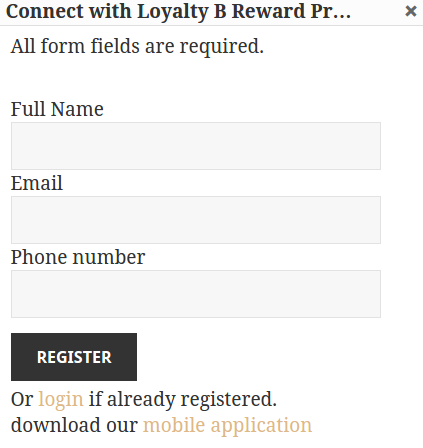 Connect with Loyalty B Reward Pr...
All form fields are required.
Full Name
Email
Phone number
REGISTER
Or login if already registered.
download our mobile application